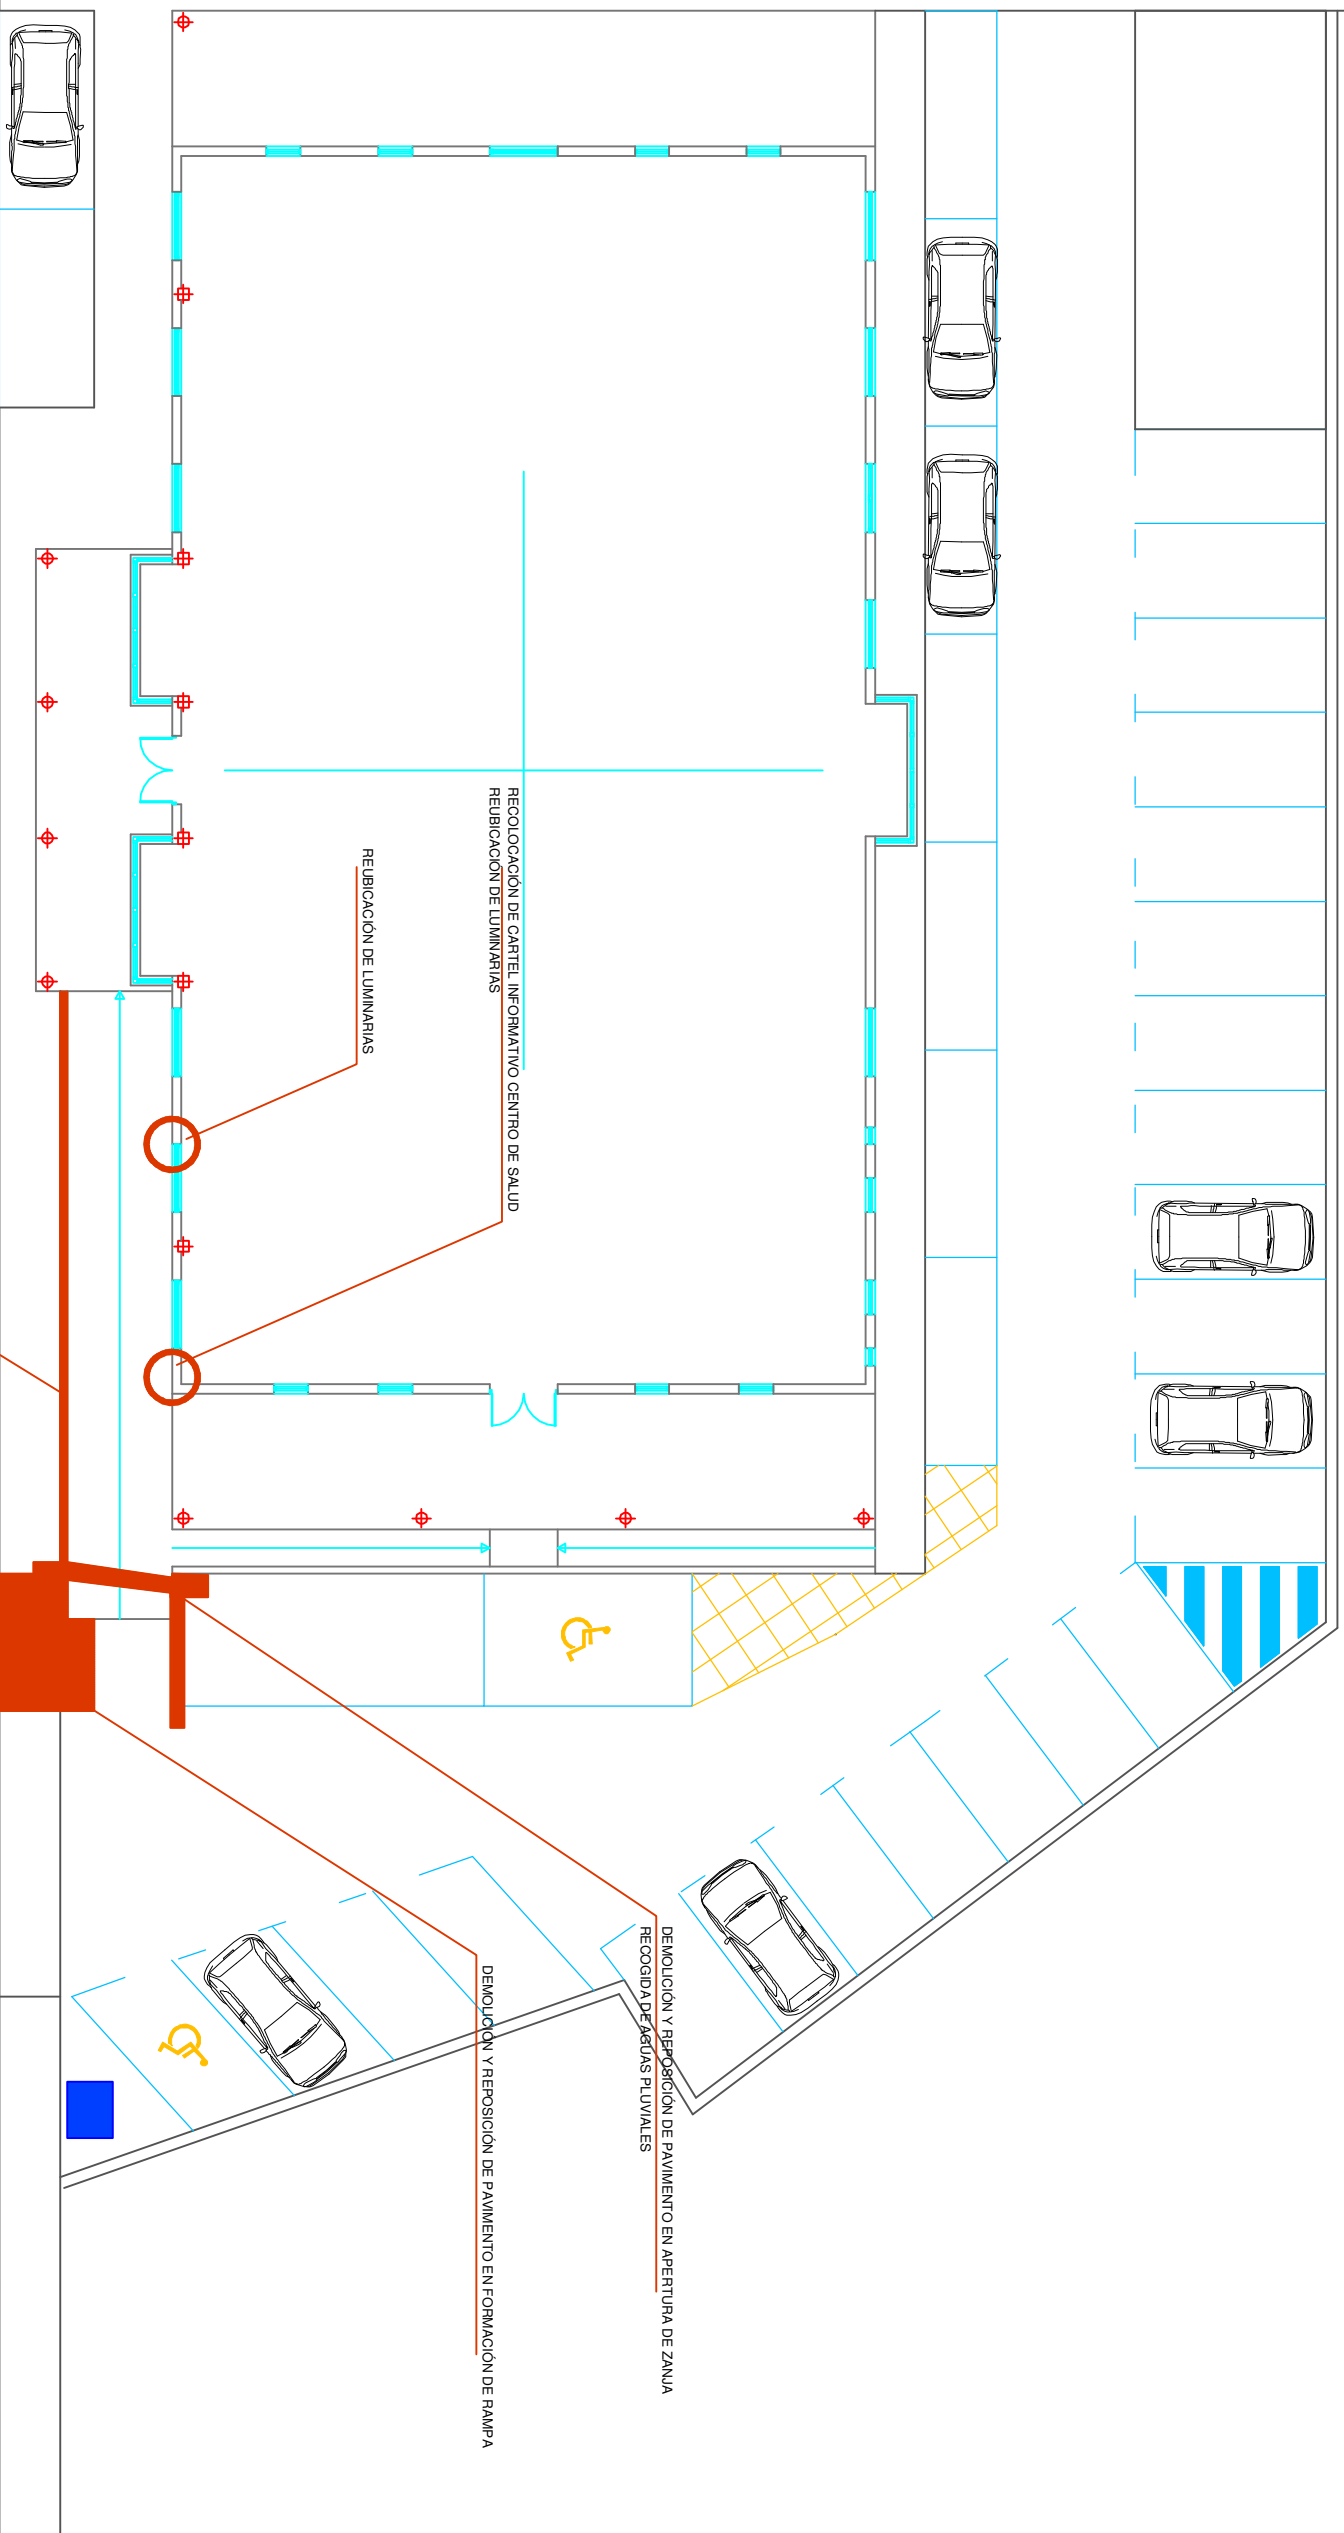 RECOLOCACIÓN DE CARTEL INFORMATIVO CENTRO DE SALUD
REUBICACIÓN DE LUMINARIAS
REUBICACIÓN DE LUMINARIAS
DEMOLICIÓN Y REPOSICIÓN DE PAVIMENTO EN APERTURA DE ZANJA
RECOGIDA DE AGUAS PLUVIALES
DEMOLICIÓN Y REPOSICIÓN DE PAVIMENTO EN FORMACIÓN DE RAMPA